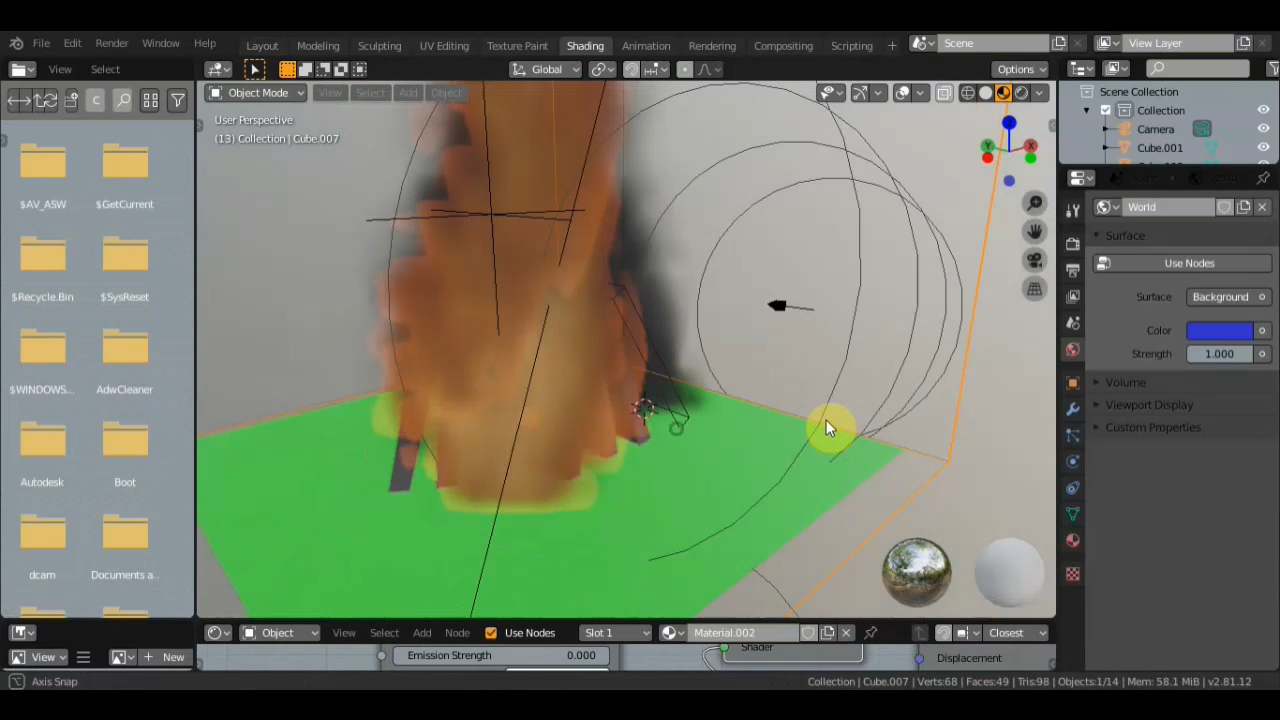 File Edit Render Window Help Layout Modeling Sculpting UV Editing Texture Paint Shading Animation Rendering Compositing Scripting + Scene View Layer
View Select Global Options
Object Mode View Select Add Object
User Perspective
(13) Collection | Cube.007
$AV_ASW $GetCurrent
$Recycle.Bin $SysReset
$WINDOWS... AdwCleaner
Autodesk Boot
dcam Documents a..
Scene Collection
Collection
Camera
Cube.001
World
Surface
Use Nodes
Surface Background
Color
Strength 1.000
Volume
Viewport Display
Custom Properties
Object View Select Add Node Use Nodes Slot 1 Material.002 Closest
View + New Emission Strength 0.000 Shader Displacement
Axis Snap Collection | Cube.007 | Verts:68 | Faces:49 | Tris:98 | Objects:1/14 | Mem: 58.1 MiB | v2.81.12